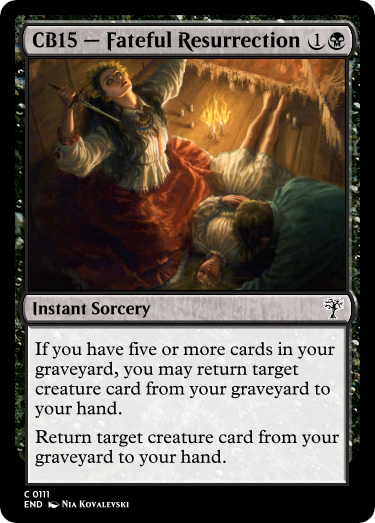 CB15 — Fateful Resurrection 1
Instant Sorcery
If you have five or more cards in your
graveyard, you may return target
creature card from your graveyard to
your hand.
Return target creature card from your
graveyard to your hand.
C 0111
END Nia Kovalevski